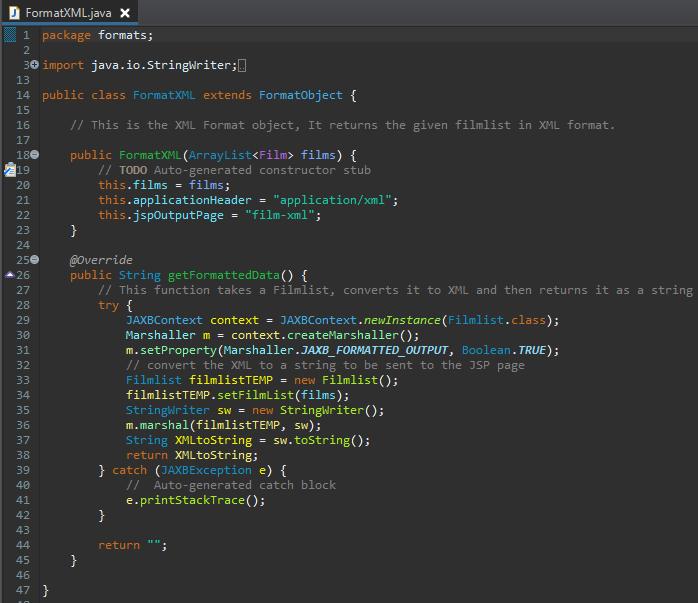 FormatXML.java
1 package formats;
2
3 import java.io.StringWriter;
13
14 public class FormatXML extends FormatObject {
15
16 // This is the XML Format object, It returns the given filmlist in XML format.
17
18 public FormatXML(ArrayList<Film> films) {
19 // TODO Auto-generated constructor stub
20 this.films = films;
21 this.applicationHeader = "application/xml";
22 this.jspOutputPage = "film-xml";
23 }
24
25 @Override
26 public String getFormattedData() {
27 // This function takes a Filmlist, converts it to XML and then returns it as a string
28 try {
29 JAXBContext context = JAXBContext.newInstance(Filmlist.class);
30 Marshaller m = context.createMarshaller();
31 m.setProperty(Marshaller.JAXB_FORMATTED_OUTPUT, Boolean.TRUE);
32 // convert the XML to a string to be sent to the JSP page
33 Filmlist filmlistTEMP = new Filmlist();
34 filmlistTEMP.setFilmList(films);
35 StringWriter sw = new StringWriter();
36 m.marshal(filmlistTEMP, sw);
37 String XMLtoString = sw.toString();
38 return XMLtoString;
39 } catch (JAXBException e) {
40 //  Auto-generated catch block
41 e.printStackTrace();
42 }
43
44 return "";
45 }
46
47 }